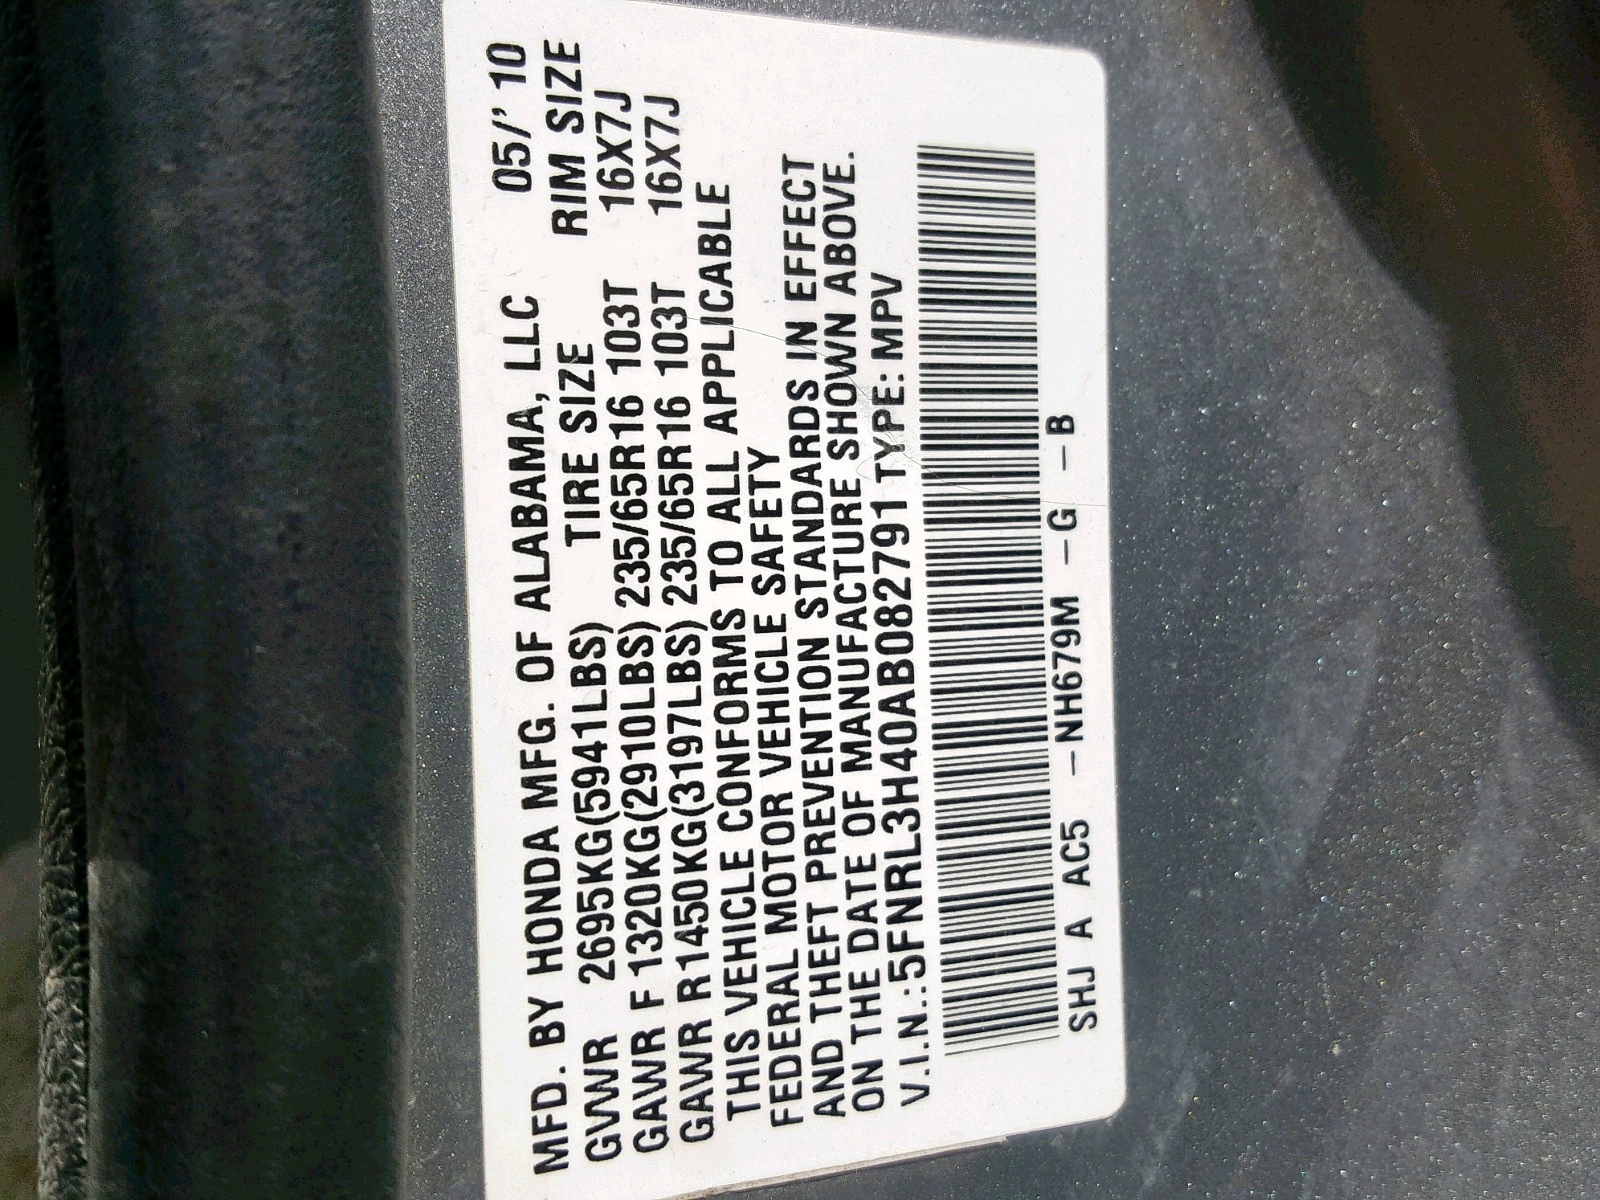 MFD. BY HONDA MFG. OF ALABAMA, LLC 05/'10
GVWR 2695KG(5941LBS) TIRE SIZE RIM SIZE
GAWR F 1320KG(2910LBS) 235/65R16 103T 16X7J
GAWR R 1450KG(3197LBS) 235/65R16 103T 16X7J
THIS VEHICLE CONFORMS TO ALL APPLICABLE
FEDERAL MOTOR VEHICLE SAFETY
AND THEFT PREVENTION STANDARDS IN EFFECT
ON THE DATE OF MANUFACTURE SHOWN ABOVE.
V.I.N.:5FNRL3H40AB082791 TYPE: MPV
SHJ A AC5 -NH679M -G -B